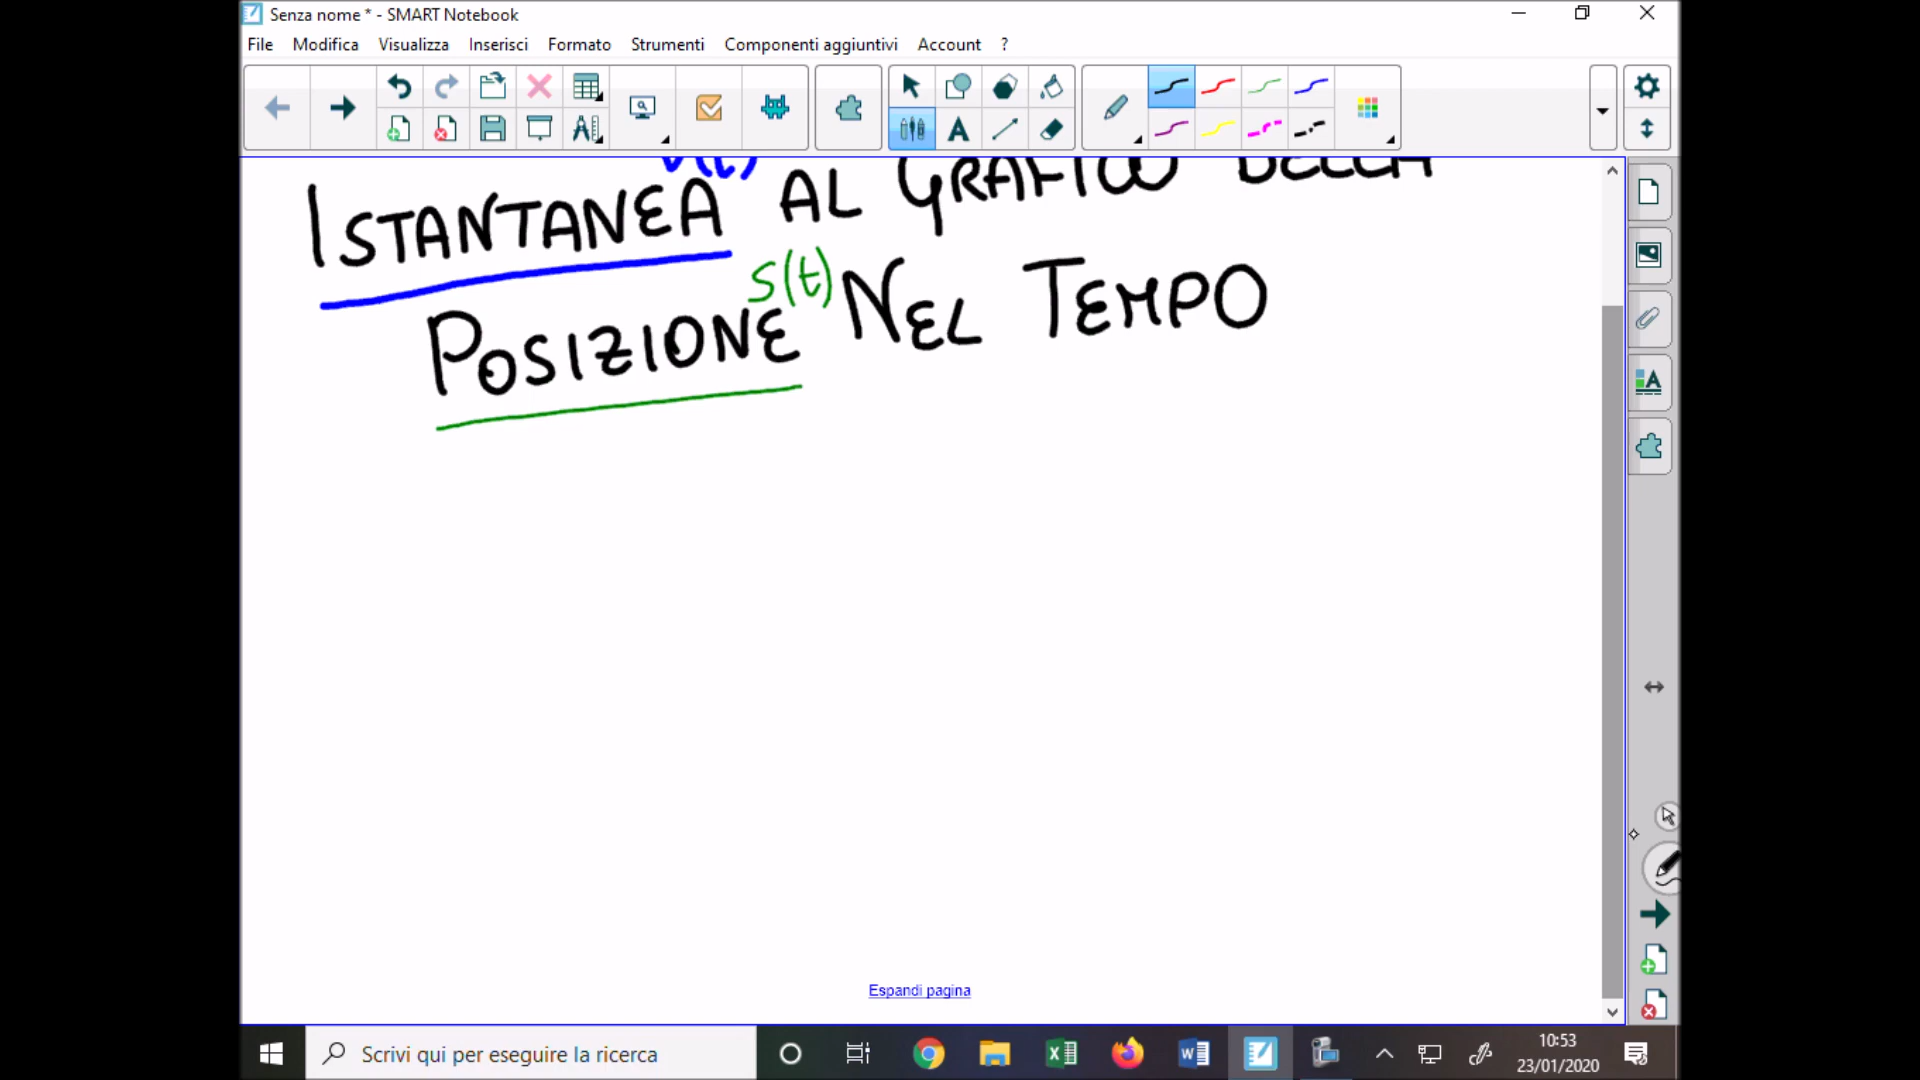 Senza nome * - SMART Notebook
File Modifica Visualizza Inserisci Formato Strumenti Componenti aggiuntivi Account ?
v(t)
ISTANTANEA AL GRAFICO DELLA
s(t)
POSIZIONE NEL TEMPO
Espandi pagina
Scrivi qui per eseguire la ricerca
10:53
23/01/2020